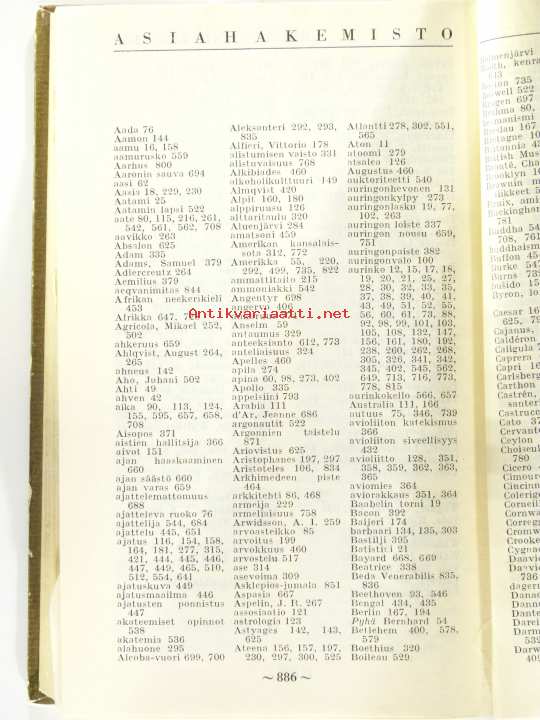 ASIAHAKEMISTO
Aada 76
Aamon 144
aamu 16, 158
aamurusko 559
Aarhus 800
Aaronin sauva 694
aasi 62
Aasia 18, 229, 230
Aatami 25
Aatamin lapsi 522
aate 80, 115, 216, 261,
542, 561, 562, 708
aavikko 263
Absalon 625
Adam 335
Adams, Samuel 379
Adlercreutz 264
Aemilius 379
aeqvanimitas 844
Afrikan neekerikieli
453
Afrikka 647,
Agricola, Mikael 252,
502
ahkeruus 659
Ahlqvist, August 264,
265
ahneus 142
Aho, Juhani 502
Ahti 49
ahven 42
aika 90, 113, 124,
155, 595, 657, 658,
708
Aisopos 371
aistien hallitsija 366
aivot 151
ajan haaskaaminen
660
ajan säästö 660
ajan varas 659
ajattelemattomuus
688
ajatteleva ruoko 76
ajattelija 544, 684
ajattelu 445, 651
ajatus 116, 154, 158,
164, 181, 277, 315,
421, 444, 445, 446,
447, 449, 465, 510,
512, 554, 641
ajatuskuva 449
ajatusmaailma 446
ajatusten ponnistus
447
akateemiset opinnot
538
akatemia 536
alahuone 295
Alcoba-vuori 699, 700
Aleksanteri 292, 293,
835
Alfieri, Vittorio 178
alistumisen vaisto 331
alistuvaisuus 768
Alkibiades 460
alkoholikulttuuri 149
Almqvist 420
Alpit 160, 180
alppiruusu 126
alttaritaulu 320
Aluenjärvi 284
amatsoni 459
Amerikan kansalais-
sota 312, 772
Amerikka 55, 220,
292, 499, 735, 822
ammattitaito 215
ammoniakki 542
Angentyr 698
angervo 406
Antikvariaatti.net
Anselm 59
antaumus 329
anteeksianto 612, 773
anteliaisuus 324
Apelles 460
apila 274
apina 60, 98, 273, 402
Apollo 335
appelsiini 793
Arabia 111
d'Ar, Jeanne 686
argonautit 522
Argonnien taistelu
871
Ariovistus 625
Aristophanes 197, 297
Aristoteles 106, 834
Arkhimedeen piste
464
arkkitehti 86, 468
armeija 229
armeliaisuus 758
Arwidsson, A. I. 259
arvoasteikko 85
arvoitus 199
arvokkuus 460
arvostelu 517
ase 314
asevoima 309
Asklepios-jumala 851
Aspasia 667
Aspelin, J. R. 267
assosiaatio 121
astrologia 123
Astyages 142, 143,
625
Ateena 156, 157, 197,
230, 297, 300, 525
Atlantti 278, 302, 551,
565
Aton 11
atoomi 279
atsalea 126
Augustus 460
auktoriteetti 540
auringonhevonen 131
auringonkylpy 273
auringonlasko 19, 77,
102, 263
auringon loiste 337
auringon nousu 659,
751
auringonpaiste 382
auringonvalo 100
aurinko 12, 15, 17, 18,
19, 20, 21, 25, 27,
28, 30, 32, 33, 35,
37, 38, 39, 40, 41,
43, 49, 51, 52, 55,
56, 60, 61, 73, 88,
92, 98, 99, 101, 103,
105, 108, 132, 147,
156, 161, 180, 192,
238, 260, 262, 268,
305, 326, 341, 342,
345, 402, 545, 562,
649, 713, 716, 773,
778, 815
aurinkokello 566, 657
Australia 111, 166
autuus 75, 346, 739
avioliiton katekismus
366
avioliiton siveellisyys
432
avioliitto 128, 351,
358, 359, 362, 363,
365
aviomies 364
aviorakkaus 351, 364
Baabelin torni 19
Bacon 392
Baijeri 174
barbaari 134, 135, 303
Bastilji 395
Batistici 21
Bayard 668, 669
Beatrice 338
Beda Venerabilis 835,
836
Beethoven 93, 546
Bengal 434, 435
Berlin 167, 194
Pyhä Bernhard 54
Betlehem 400, 578,
579
Boethius 320
Boileau 529
~ 886 ~